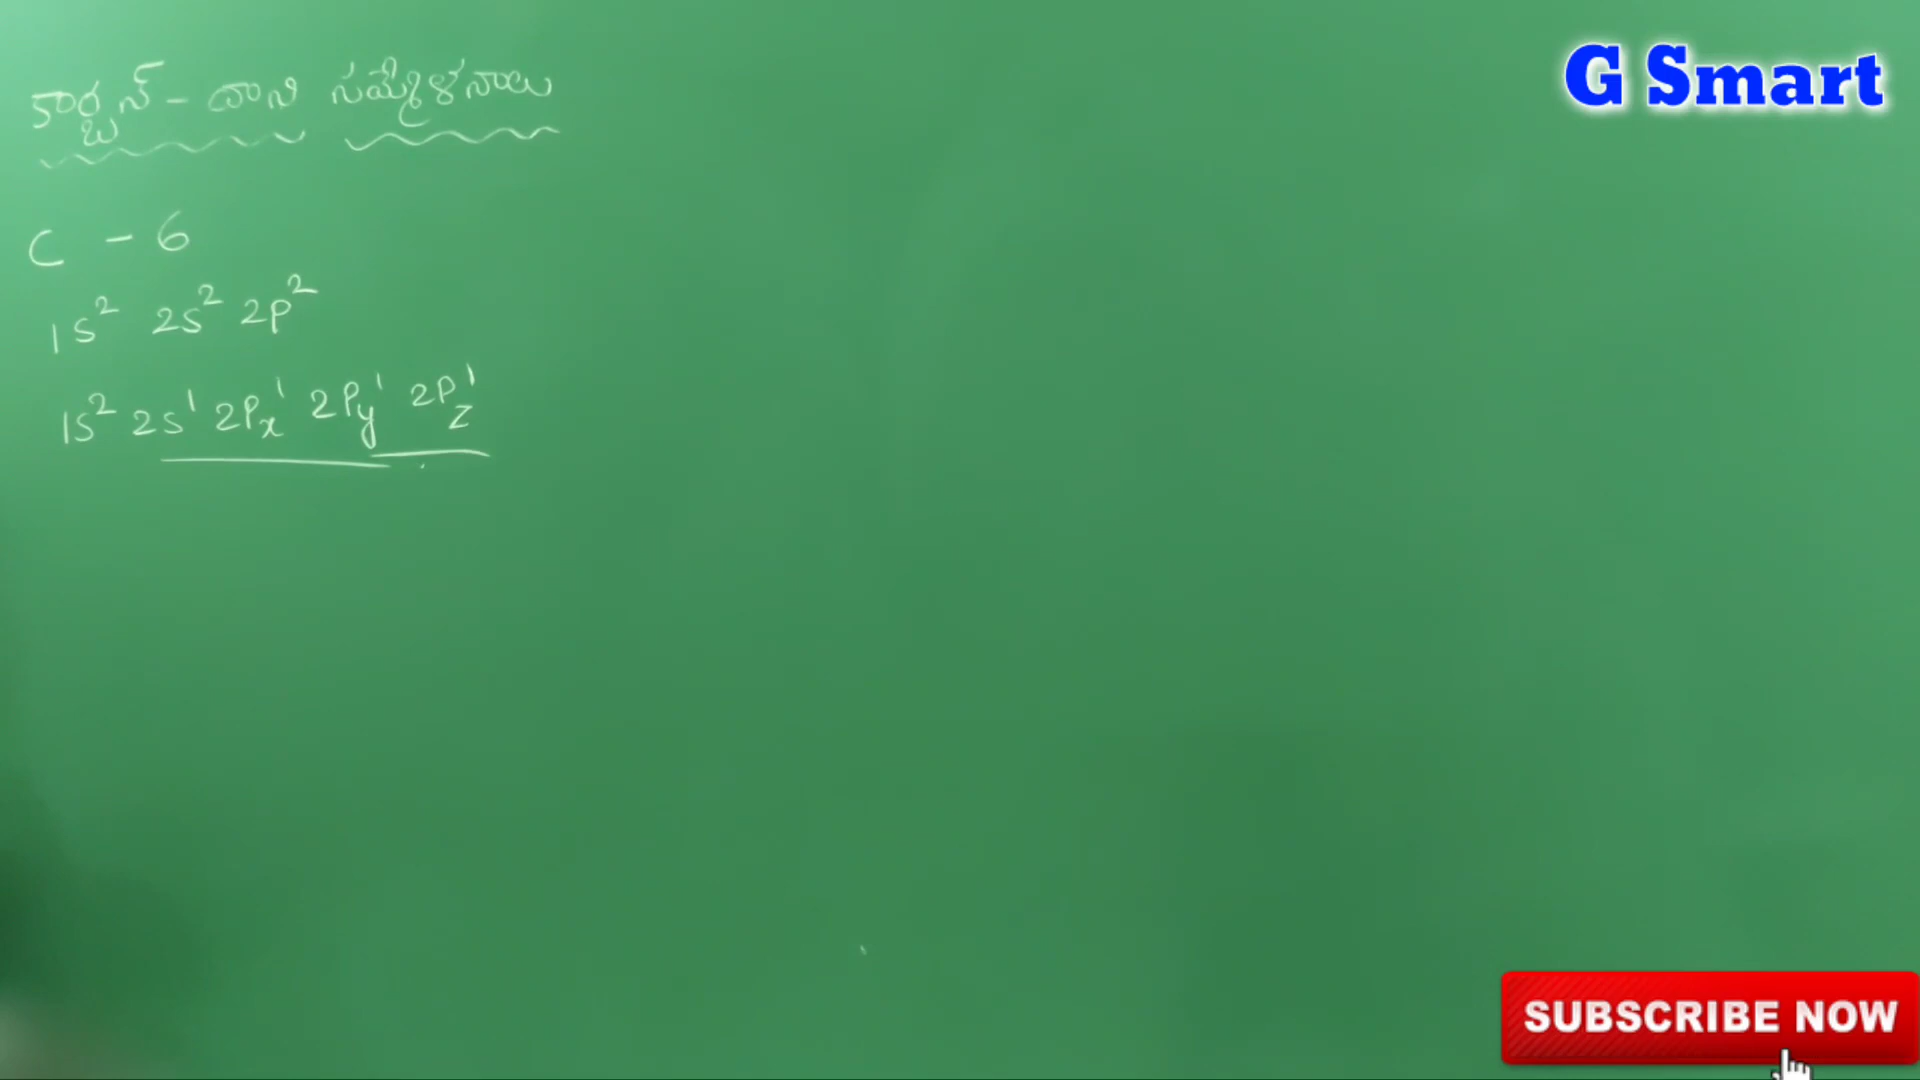 కార్బన్ - దాని సమ్మేళనాలు
G Smart
C - 6
1s² 2s² 2p²
1s² 2s¹ 2Pₓ¹ 2Py¹ 2Pz¹
SUBSCRIBE NOW